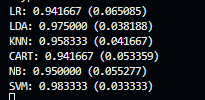 LR: 0.941667 (0.065085)
LDA: 0.975000 (0.038188)
KNN: 0.958333 (0.041667)
CART: 0.941667 (0.053359)
NB: 0.950000 (0.055277)
SVM: 0.983333 (0.033333)